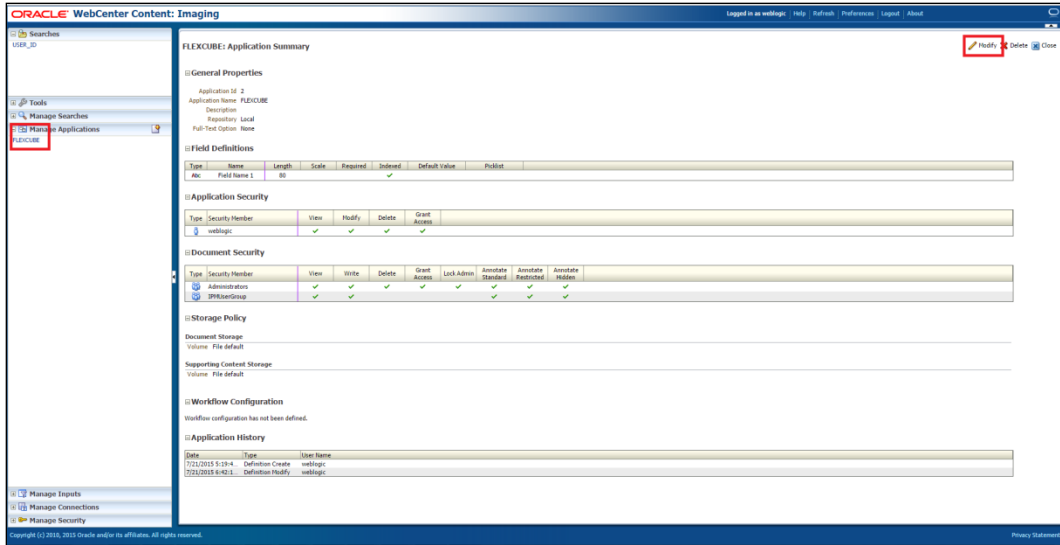 ORACLE WebCenter Content: Imaging
Logged in as weblogic Help Refresh Preferences Logout About
Searches
USER_ID
Tools
Manage Searches
Manage Applications
FLEXCUBE
Manage Inputs
Manage Connections
Manage Security
FLEXCUBE: Application Summary
Modify Delete Close
General Properties
Application Id 2
Application Name FLEXCUBE
Description
Repository Local
Full-Text Option None
Field Definitions
Type Name Length Scale Required Indexed Default Value Picklist
Abc Field Name 1 80
Application Security
Type Security Member View Modify Delete Grant Access
weblogic
Document Security
Type Security Member View Write Delete Grant Access Lock Admin Annotate Standard Annotate Restricted Annotate Hidden
Administrators
IPMUserGroup
Storage Policy
Document Storage
Volume File default
Supporting Content Storage
Volume File default
Workflow Configuration
Workflow configuration has not been defined.
Application History
Date Type User Name
7/21/2015 5:19:4... Definition Create weblogic
7/21/2015 6:42:1... Definition Modify weblogic
Copyright (c) 2010, 2015 Oracle and/or its affiliates. All rights reserved.
Privacy Statement